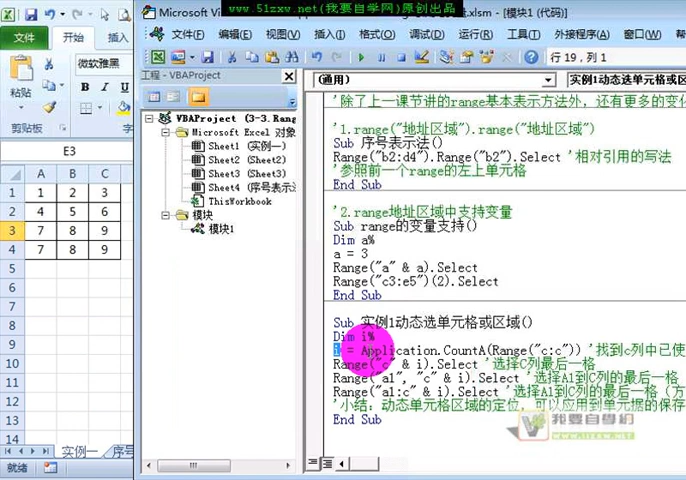 www.51zxw.net(我要自学网)原创出品
.xlsm - [模块1 (代码)]
文件
开始
插入
文件(F) 编辑(E) 视图(V) 插入(I) 格式(O) 调试(D) 运行(R) 工具(T) 外接程序(A) 窗口(W)
行 19, 列 1
粘贴
微软雅黑
B I U
剪贴板
E3
A B C
1 1 2 3
2 4 5 6
3 7 8 9
4 7 8 9
5
6
7
8
9
10
11
12
13
14
实例一
序号
就绪
工程 - VBAProject
VBAProject (3-3.Rang
Microsoft Excel 对象
Sheet1 (实例一)
Sheet2 (Sheet2)
Sheet3 (Sheet3)
Sheet4 (序号表示法
ThisWorkbook
模块
模块1
(通用)
实例1动态选单元格或区
'除了上一课节讲的range基本表示方法外，还有更多的变
'1.range("地址区域").range("地址区域")
Sub 序号表示法()
Range("b2:d4").Range("b2").Select '相对引用的写法
'参照前一个range的左上单元格
End Sub
'2.range地址区域中支持变量
Sub range的变量支持()
Dim a%
a = 3
Range("a" & a).Select
Range("c3:e5")(2).Select
End Sub
Sub 实例1动态选单元格或区域()
Dim i%
i = Application.CountA(Range("c:c")) '找到c列中已使
Range("c" & i).Select '选择C列最后一格
Range("a1", "c" & i).Select '选择A1到C列的最后一格
Range("a1:c" & i).Select '选择A1到C列的最后一格（方
'小结：动态单元格区域的定位，可以应用到单元据的保存
End Sub
我要自学网
WWW.51ZXW.NET